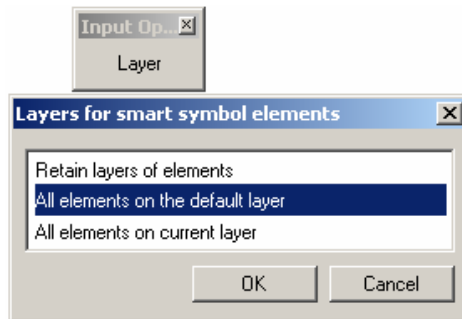 Input Op...
Layer
Layers for smart symbol elements
Retain layers of elements
All elements on the default layer
All elements on current layer
OK Cancel